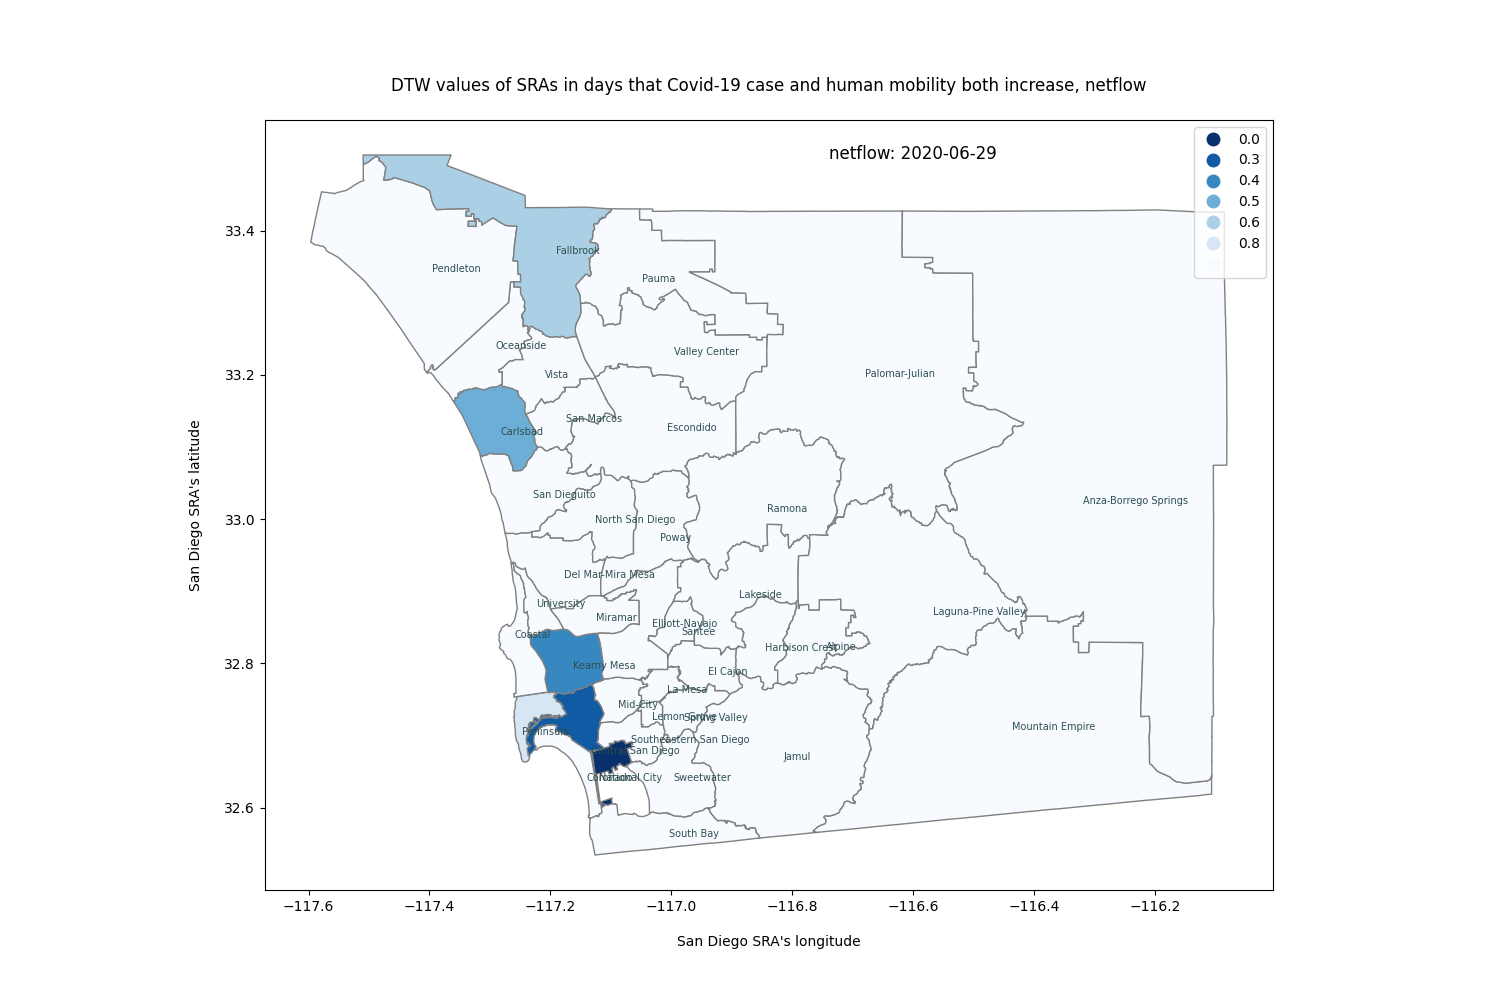 DTW values of SRAs in days that Covid-19 case and human mobility both increase, netflow
netflow: 2020-06-29
0.0
0.3
0.4
0.5
0.6
0.8
33.4
33.2
33.0
32.8
32.6
San Diego SRA's latitude
Fallbrook
Pendleton
Pauma
Oceanside
Valley Center
Vista
Palomar-Julian
San Marcos
Carlsbad
Escondido
San Dieguito
Anza-Borrego Springs
Ramona
North San Diego
Poway
Del Mar-Mira Mesa
Lakeside
University
Miramar
Laguna-Pine Valley
Elliott-Navajo
Santee
Coastal
Harbison Crest
Alpine
Kearny Mesa
El Cajon
La Mesa
Mid-City
Lemon Grove
Spring Valley
Mountain Empire
Peninsula
Southeastern San Diego
Central San Diego
Jamul
Coronado
National City
Sweetwater
South Bay
−117.6
−117.4
−117.2
−117.0
−116.8
−116.6
−116.4
−116.2
San Diego SRA's longitude